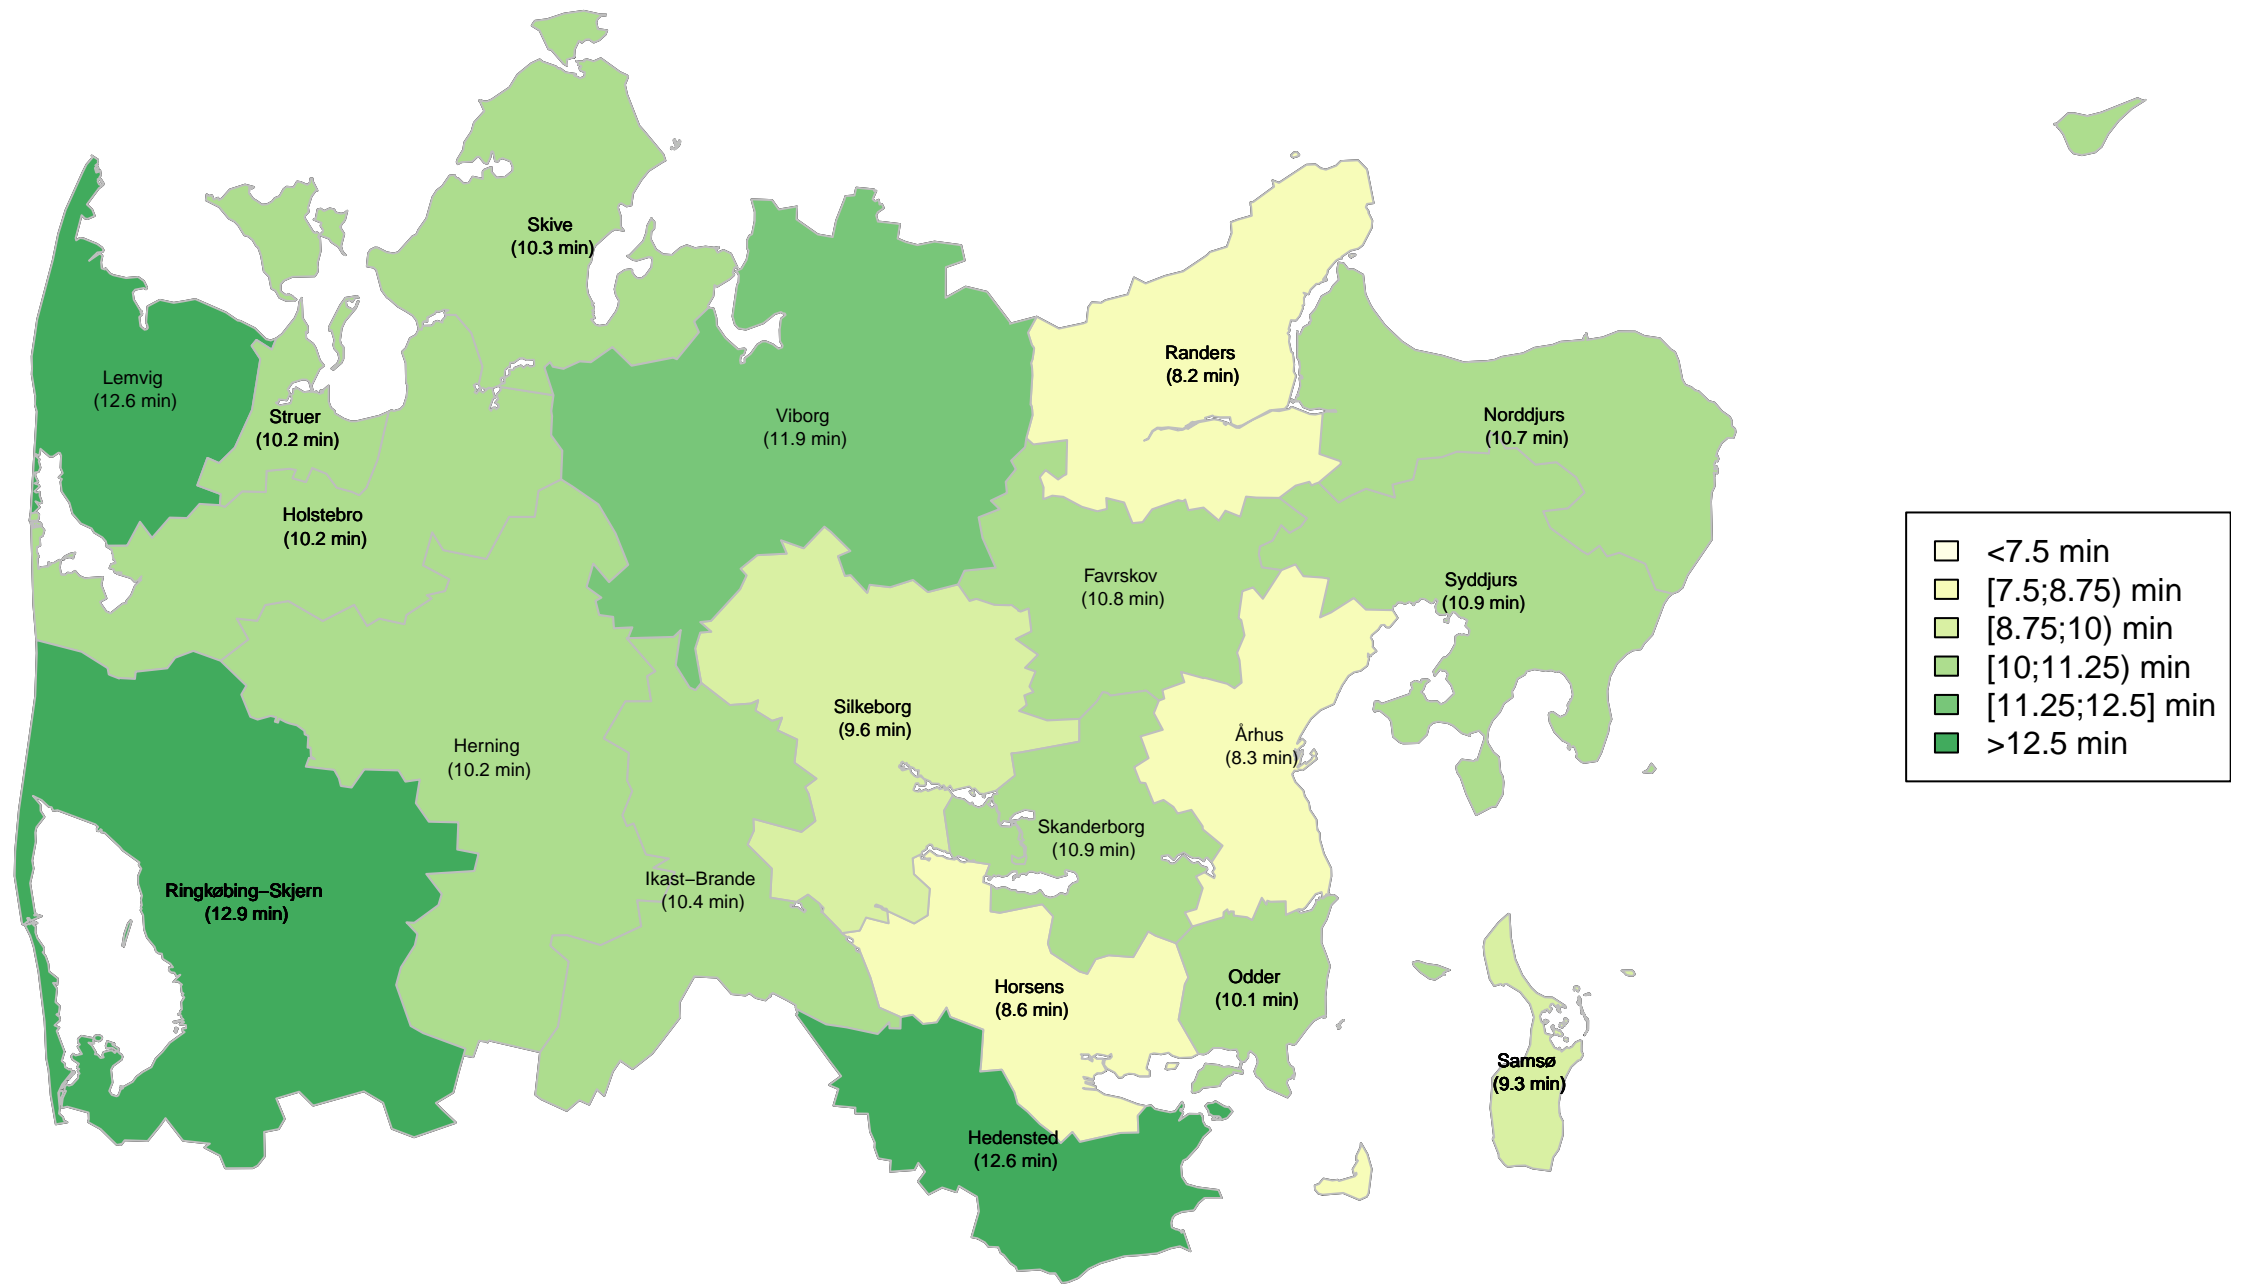 Skive
(10.3 min)
Lemvig
(12.6 min)
Struer
(10.2 min)
Viborg
(11.9 min)
Randers
(8.2 min)
Norddjurs
(10.7 min)
Holstebro
(10.2 min)
Favrskov
(10.8 min)
Syddjurs
(10.9 min)
Silkeborg
(9.6 min)
Herning
(10.2 min)
Århus
(8.3 min)
Skanderborg
(10.9 min)
Ringkøbing–Skjern
(12.9 min)
Ikast–Brande
(10.4 min)
Horsens
(8.6 min)
Odder
(10.1 min)
Samsø
(9.3 min)
Hedensted
(12.6 min)
<7.5 min
[7.5;8.75) min
[8.75;10) min
[10;11.25) min
[11.25;12.5] min
>12.5 min